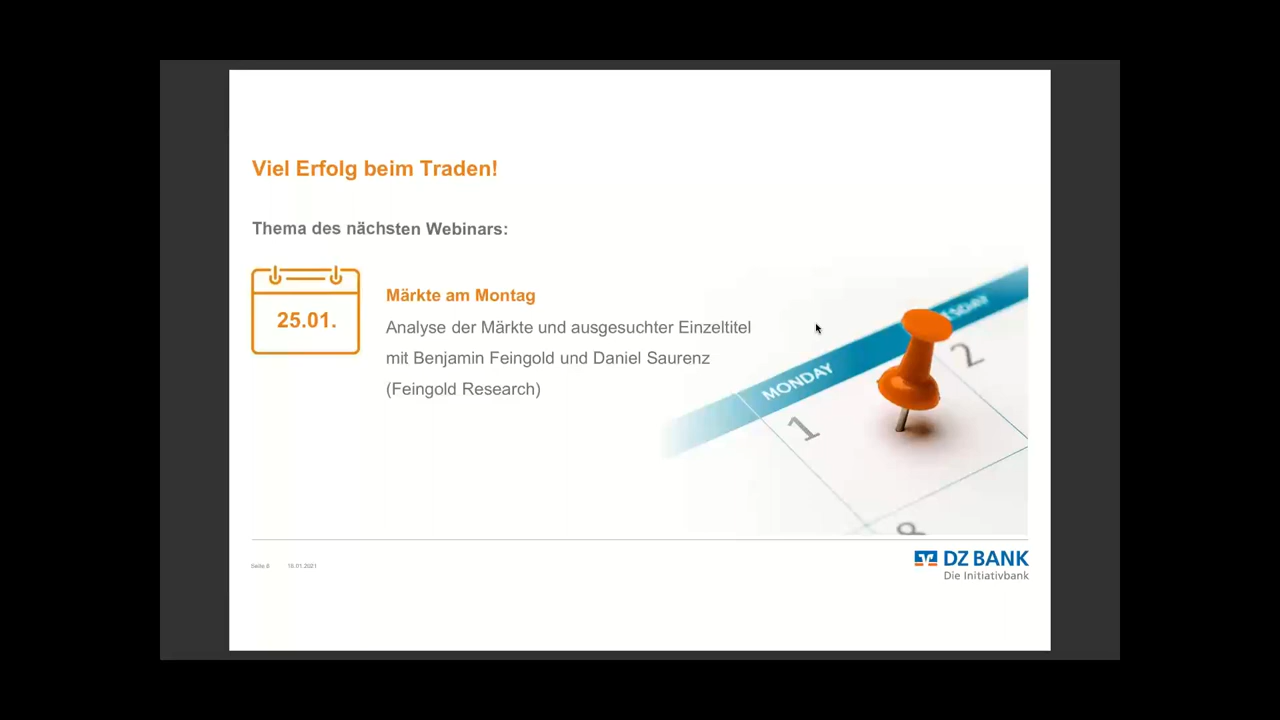 Viel Erfolg beim Traden!
Thema des nächsten Webinars:
25.01.
Märkte am Montag
Analyse der Märkte und ausgesuchter Einzeltitel
mit Benjamin Feingold und Daniel Saurenz
(Feingold Research)
MONDAY
1
2
DZ BANK
Die Initiativbank